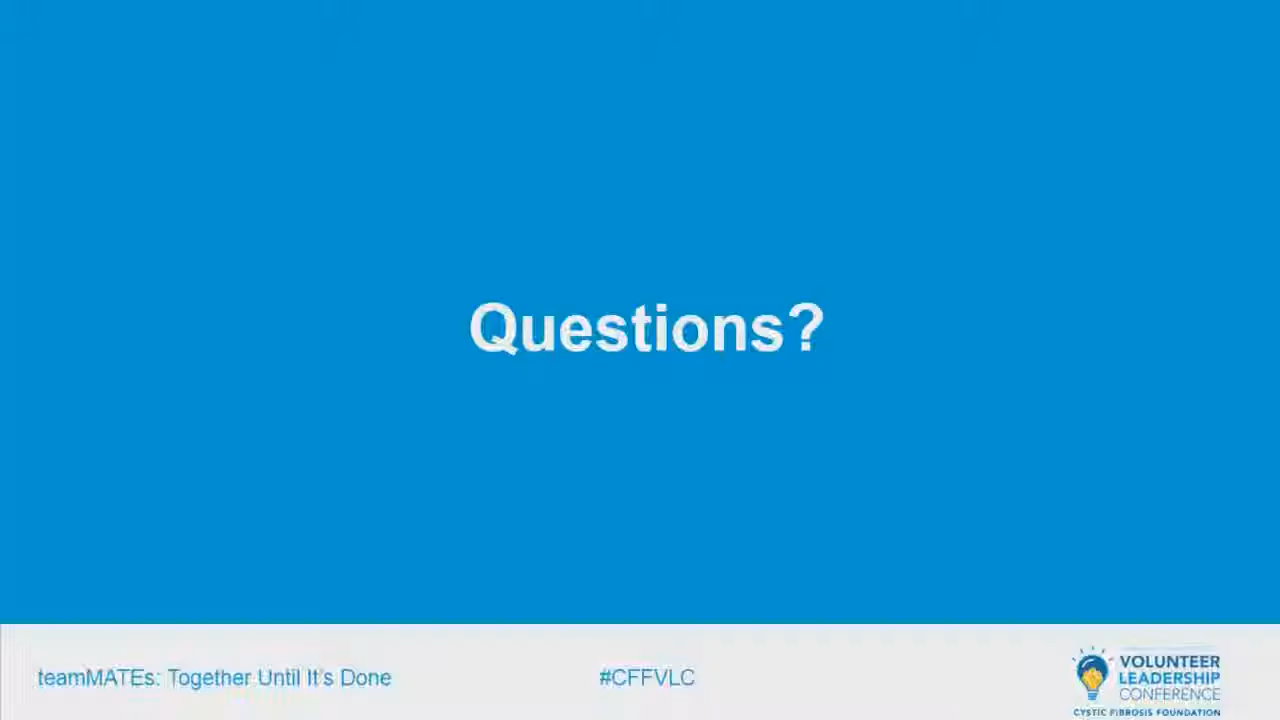 Questions?
teamMATEs: Together Until It's Done
#CFFVLC
VOLUNTEER
LEADERSHIP
CONFERENCE
CYSTIC FIBROSIS FOUNDATION